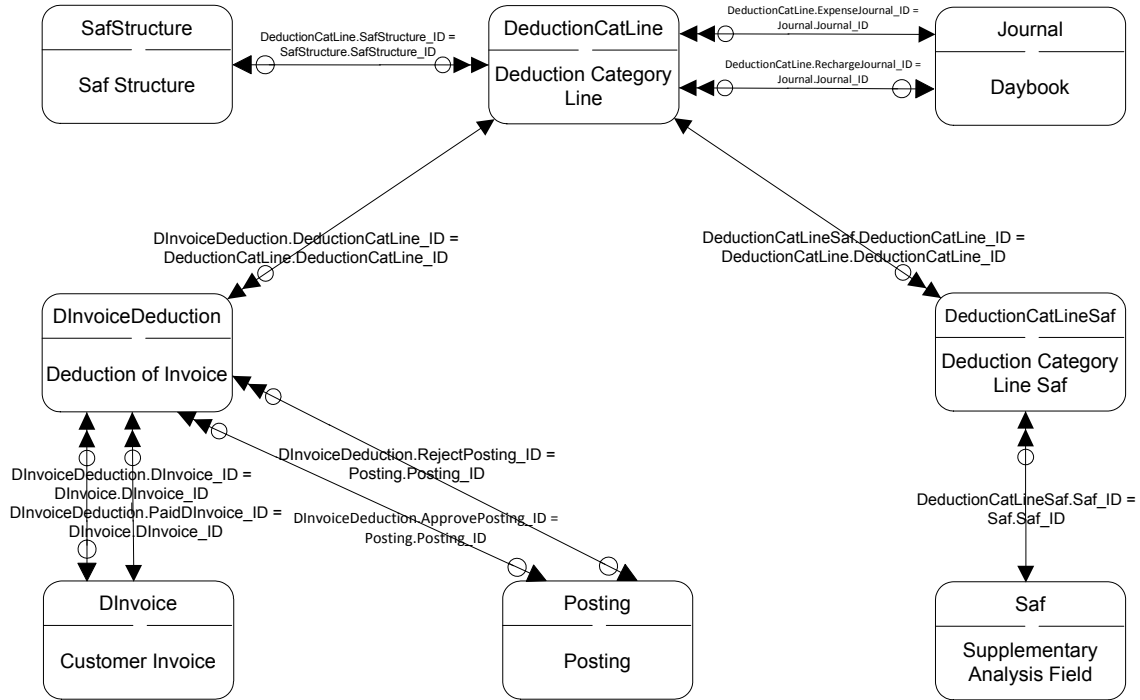 SafStructure
Saf Structure
DeductionCatLine.SafStructure_ID =
SafStructure.SafStructure_ID
DeductionCatLine
Deduction Category
Line
DeductionCatLine.ExpenseJournal_ID =
Journal.Journal_ID
DeductionCatLine.RechargeJournal_ID =
Journal.Journal_ID
Journal
Daybook
DInvoiceDeduction.DeductionCatLine_ID =
DeductionCatLine.DeductionCatLine_ID
DeductionCatLineSaf.DeductionCatLine_ID =
DeductionCatLine.DeductionCatLine_ID
DInvoiceDeduction
Deduction of Invoice
DeductionCatLineSaf
Deduction Category
Line Saf
DInvoiceDeduction.DInvoice_ID =
DInvoice.DInvoice_ID
DInvoiceDeduction.PaidDInvoice_ID =
DInvoice.DInvoice_ID
DInvoiceDeduction.RejectPosting_ID =
Posting.Posting_ID
DInvoiceDeduction.ApprovePosting_ID =
Posting.Posting_ID
DeductionCatLineSaf.Saf_ID =
Saf.Saf_ID
DInvoice
Customer Invoice
Posting
Posting
Saf
Supplementary
Analysis Field